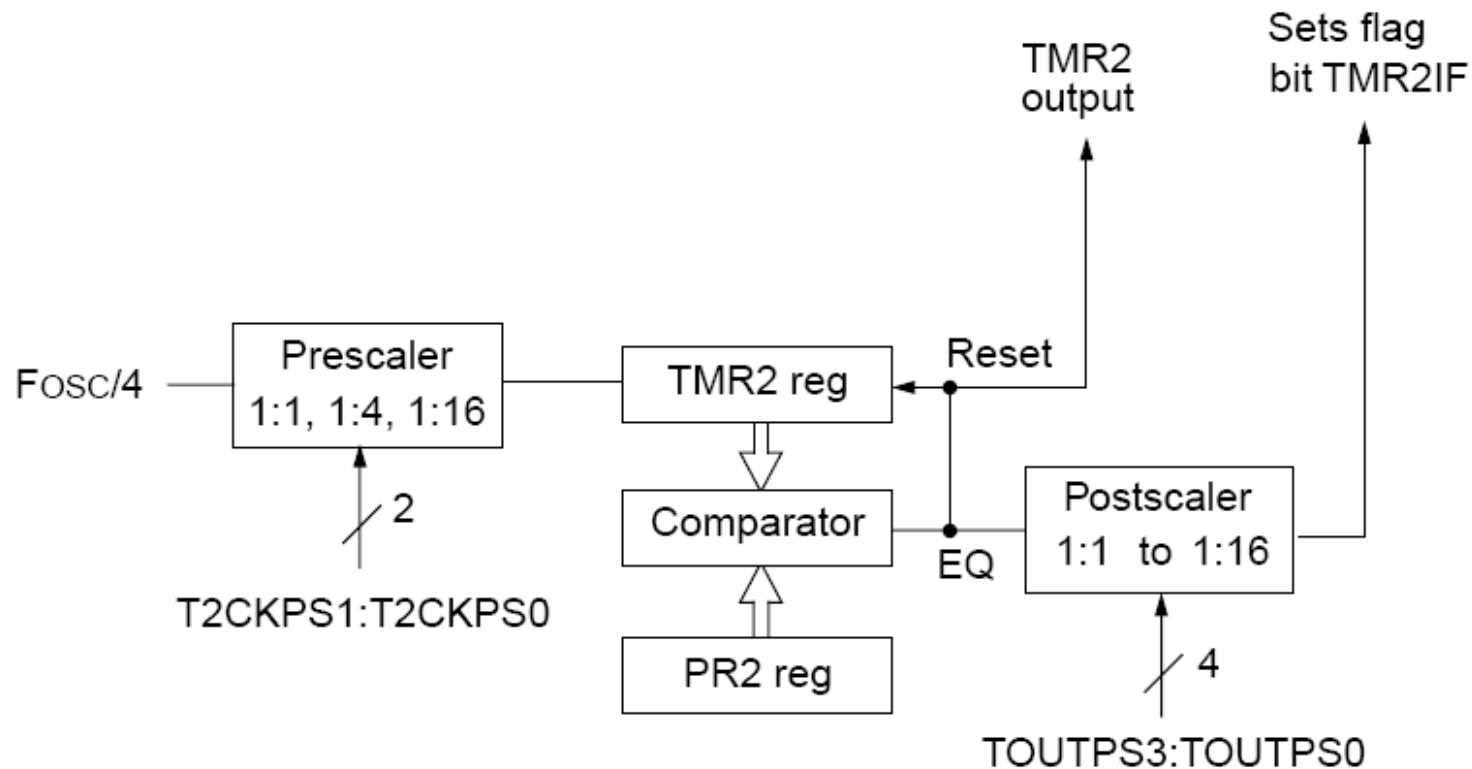 Sets flag
bit TMR2IF
TMR2
output
Fosc/4
Prescaler
1:1, 1:4, 1:16
2
T2CKPS1:T2CKPS0
TMR2 reg
Reset
Comparator
EQ
PR2 reg
Postscaler
1:1 to 1:16
4
TOUTPS3:TOUTPS0